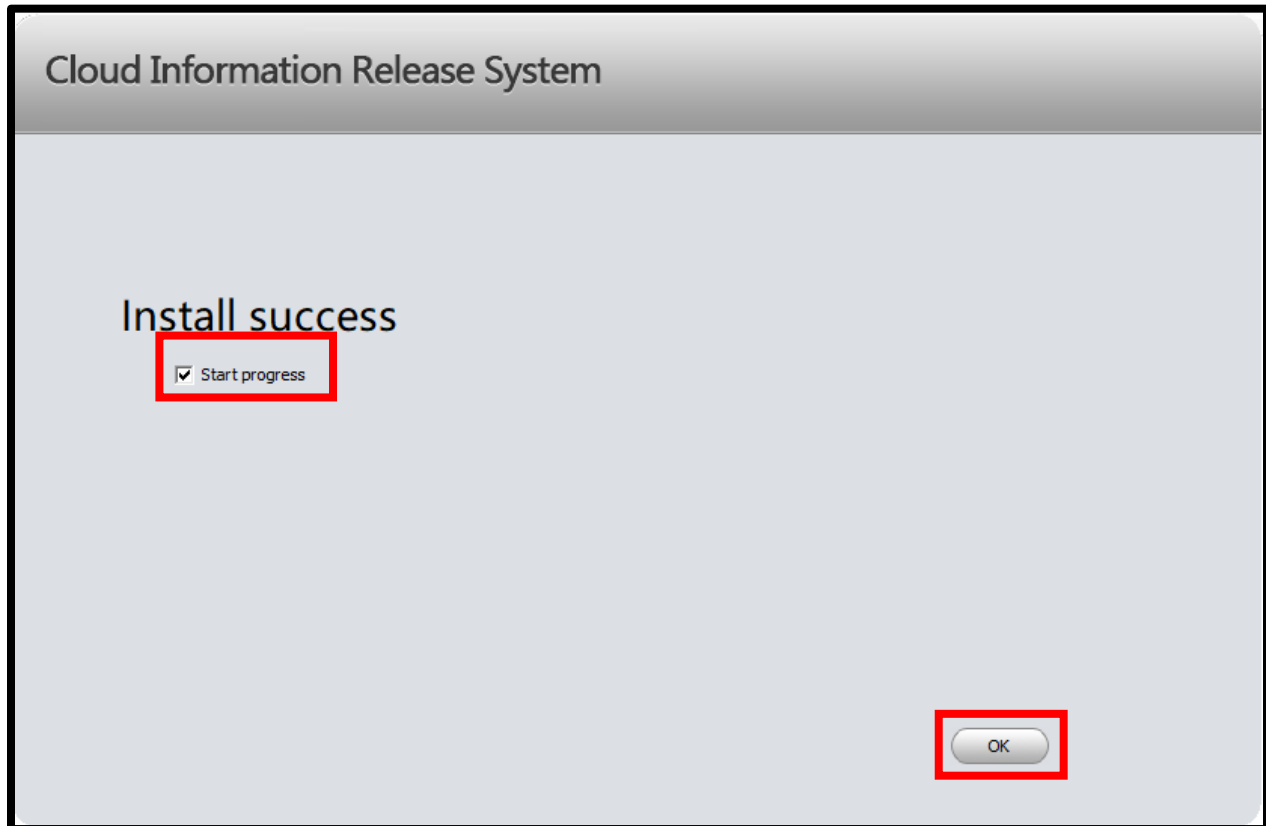 Cloud Information Release System
Install success
Start progress
OK